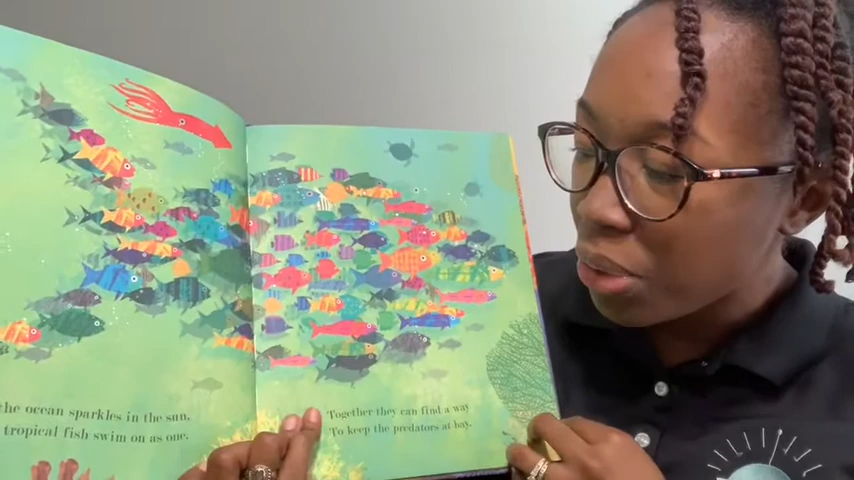 he ocean sparkles in the sun,
tropical fish swim on as one.
Together they can find a way
To keep the predators at bay.